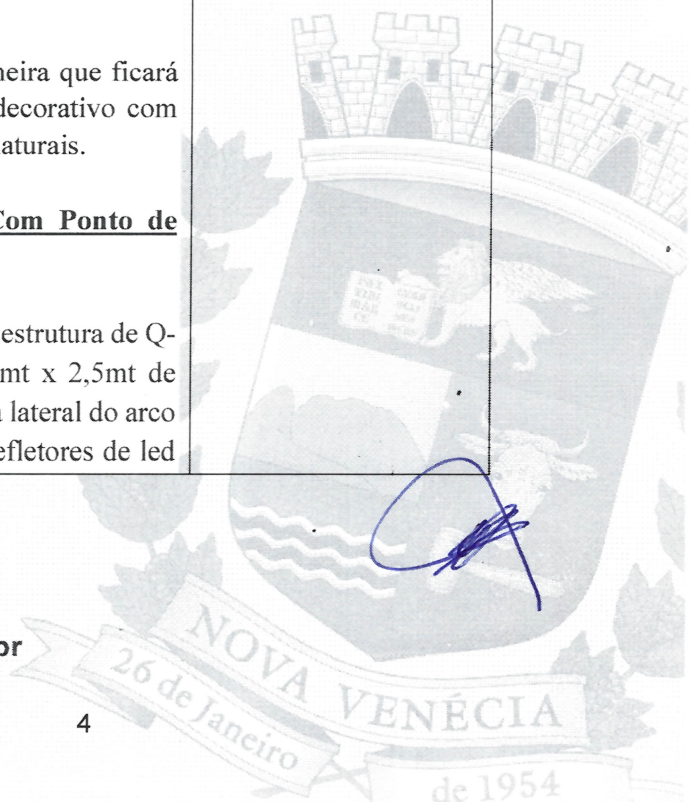 neira que ficará
decorativo com
naturais.
Com Ponto de
estrutura de Q-
mt x 2,5mt de
lateral do arco
efletores de led
or
4
NOVA VENÉCIA
26 de Janeiro
de 1954